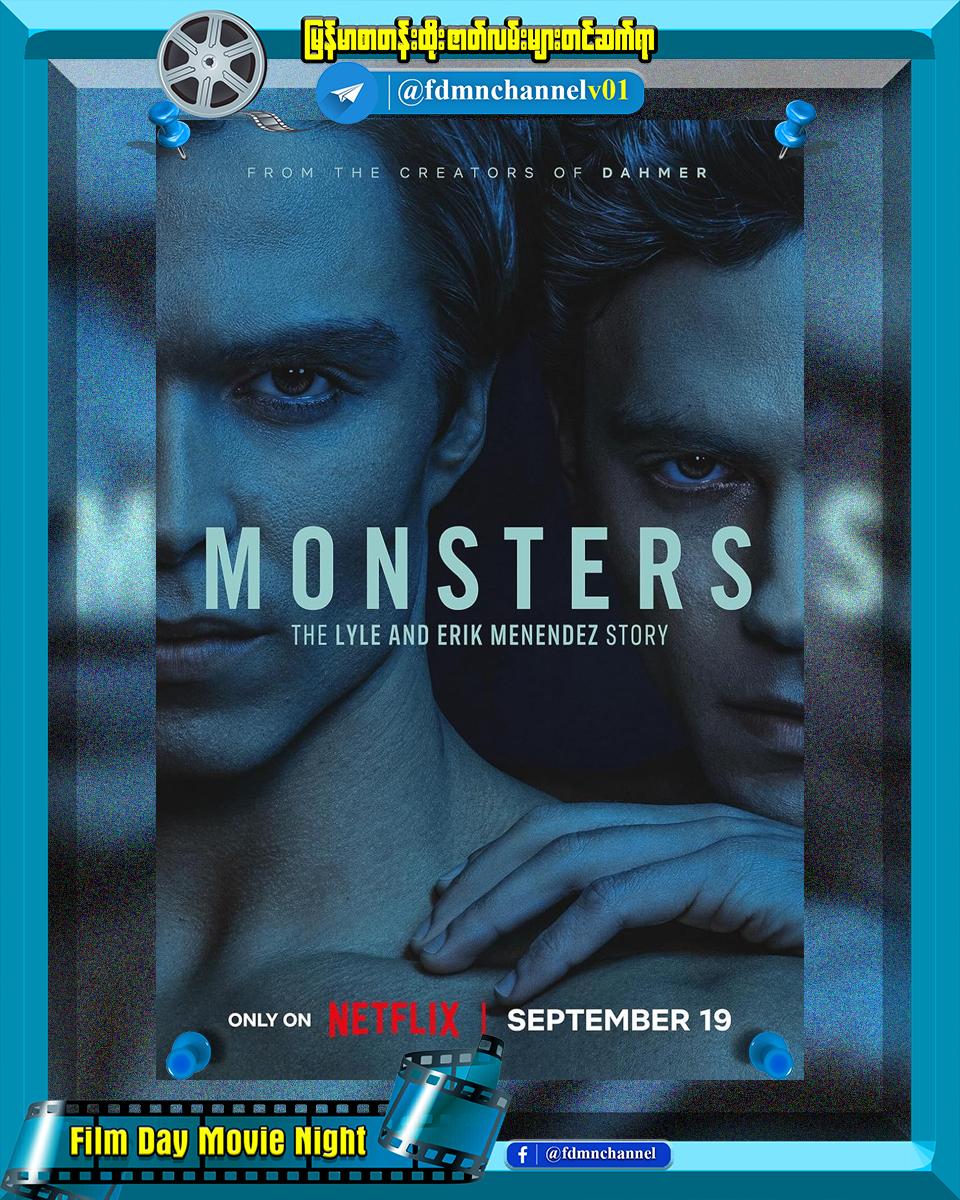 မြန်မာစာတန်းထိုးဇာတ်လမ်းများတင်ဆက်ရာ
@fdmnchannelv01
FROM THE CREATORS OF DAHMER
MONSTERS
THE LYLE AND ERIK MENENDEZ STORY
ONLY ON NETFLIX | SEPTEMBER 19
Film Day Movie Night
@fdmnchannel